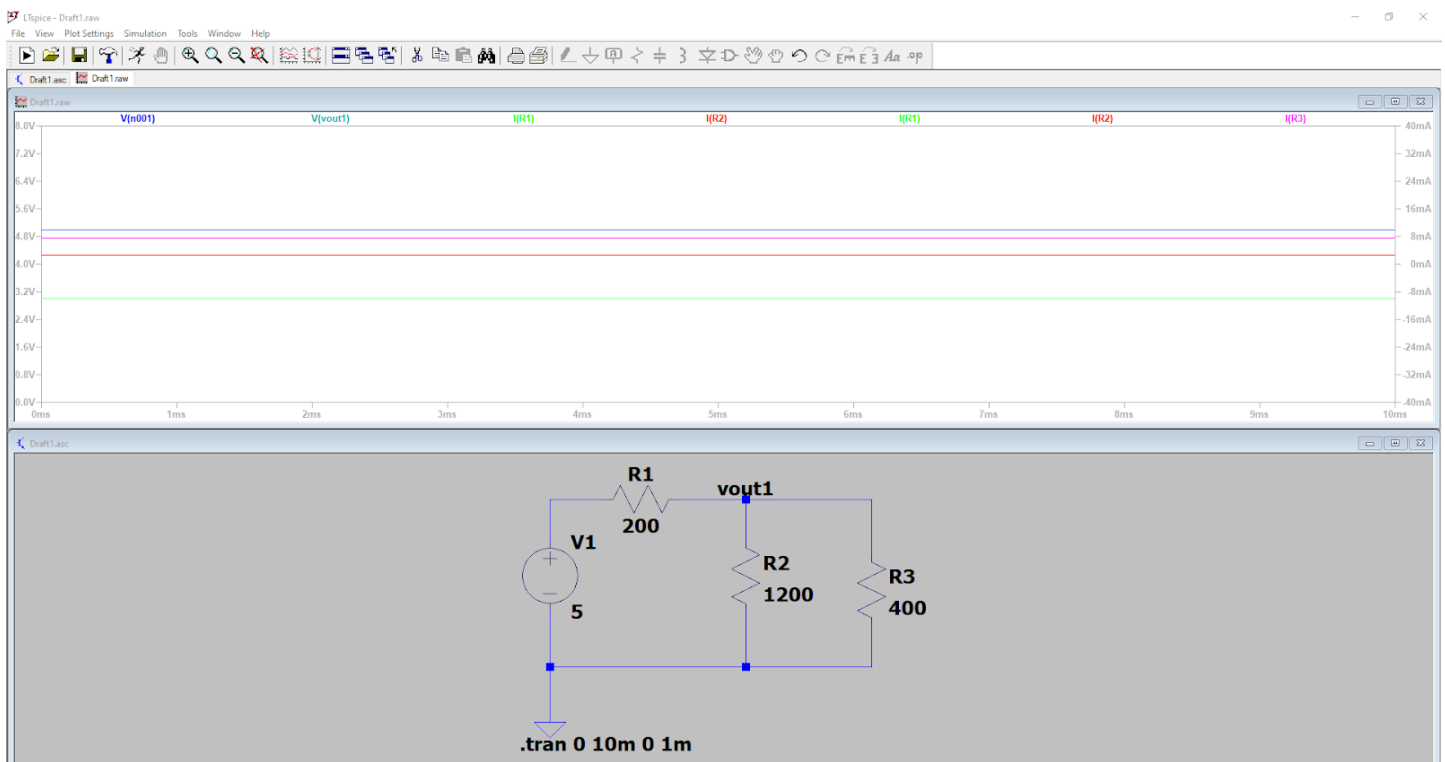 LTspice - Draft1.raw
File View Plot Settings Simulation Tools Window Help
Draft1.asc Draft1.raw
Draft1.raw
V(n001) V(vout1) I(R1) I(R2) I(R1) I(R2) I(R3)
8.0V 40mA
7.2V 32mA
6.4V 24mA
5.6V 16mA
4.8V 8mA
4.0V 0mA
3.2V -8mA
2.4V -16mA
1.6V -24mA
0.8V -32mA
0.0V -40mA
0ms 1ms 2ms 3ms 4ms 5ms 6ms 7ms 8ms 9ms 10ms
Draft1.asc
R1
vout1
200
V1
R2
R3
1200
400
5
.tran 0 10m 0 1m